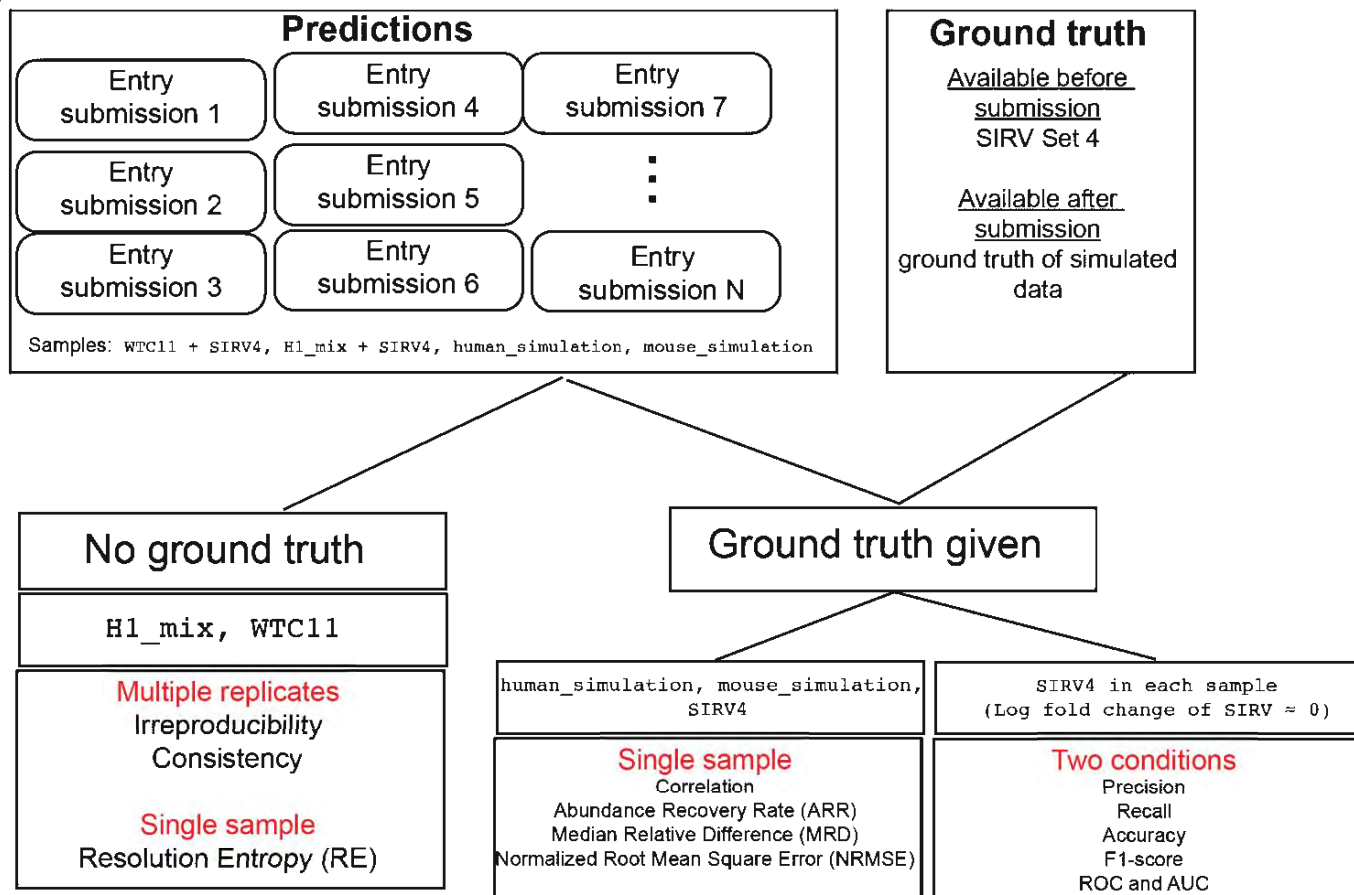 Predictions
Entry
submission 1
Entry
submission 4
Entry
submission 7
Entry
submission 2
Entry
submission 5
Entry
submission 3
Entry
submission 6
Entry
submission N
Samples: WTC11 + SIRV4, H1_mix + SIRV4, human_simulation, mouse_simulation
Ground truth
Available before
submission
SIRV Set 4
Available after
submission
ground truth of simulated
data
No ground truth
H1_mix, WTC11
Multiple replicates
Irreproducibility
Consistency
Single sample
Resolution Entropy (RE)
Ground truth given
human_simulation, mouse_simulation,
SIRV4
Single sample
Correlation
Abundance Recovery Rate (ARR)
Median Relative Difference (MRD)
Normalized Root Mean Square Error (NRMSE)
SIRV4 in each sample
(Log fold change of SIRV ≈ 0)
Two conditions
Precision
Recall
Accuracy
F1-score
ROC and AUC